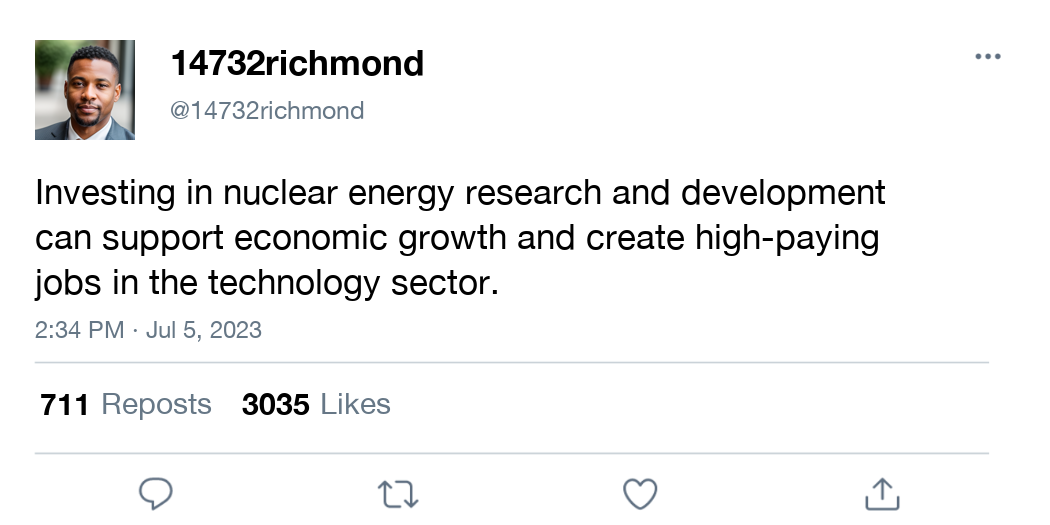 14732richmond
@14732richmond
Investing in nuclear energy research and development
can support economic growth and create high-paying
jobs in the technology sector.
2:34 PM · Jul 5, 2023
711 Reposts 3035 Likes